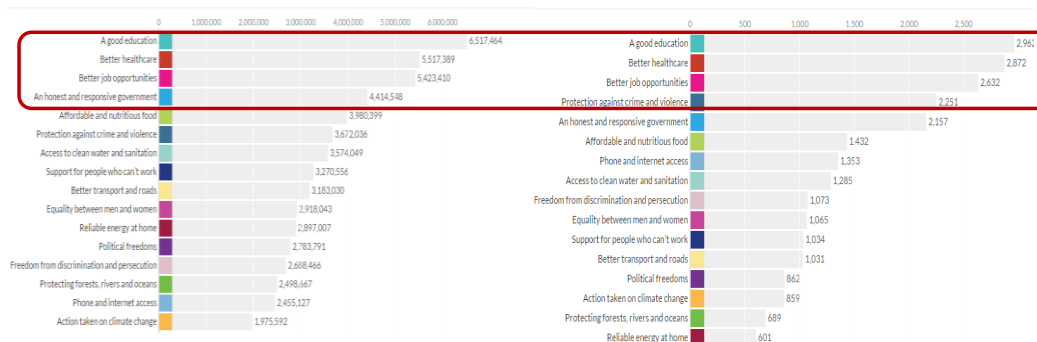 0 1,000,000 2,000,000 3,000,000 4,000,000 5,000,000 6,000,000
A good education 6,517,464
Better healthcare 5,517,389
Better job opportunities 5,423,410
An honest and responsive government 4,414,548
Affordable and nutritious food 3,980,399
Protection against crime and violence 3,672,036
Access to clean water and sanitation 3,574,049
Support for people who can't work 3,270,556
Better transport and roads 3,183,030
Equality between men and women 2,918,043
Reliable energy at home 2,897,007
Political freedoms 2,783,791
Freedom from discrimination and persecution 2,688,466
Protecting forests, rivers and oceans 2,498,667
Phone and internet access 2,455,127
Action taken on climate change 1,975,592
0 500 1,000 1,500 2,000 2,500
A good education 2,962
Better healthcare 2,872
Better job opportunities 2,632
Protection against crime and violence 2,251
An honest and responsive government 2,157
Affordable and nutritious food 1,432
Phone and internet access 1,353
Access to clean water and sanitation 1,285
Freedom from discrimination and persecution 1,073
Equality between men and women 1,065
Support for people who can't work 1,034
Better transport and roads 1,031
Political freedoms 862
Action taken on climate change 859
Protecting forests, rivers and oceans 689
Reliable energy at home 601